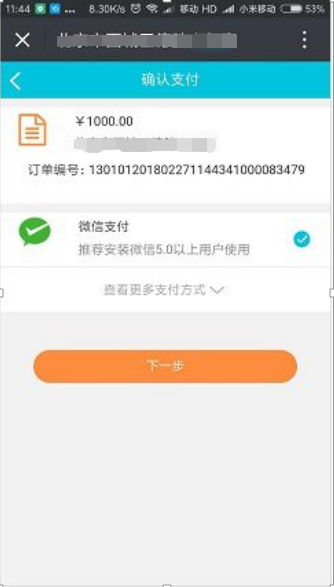 11:44 ... 8.30K/s 移动 HD 小米移动 53%
确认支付
￥1000.00
订单编号：130101201802271144341000083479
微信支付
推荐安装微信5.0以上用户使用
查看更多支付方式
下一步